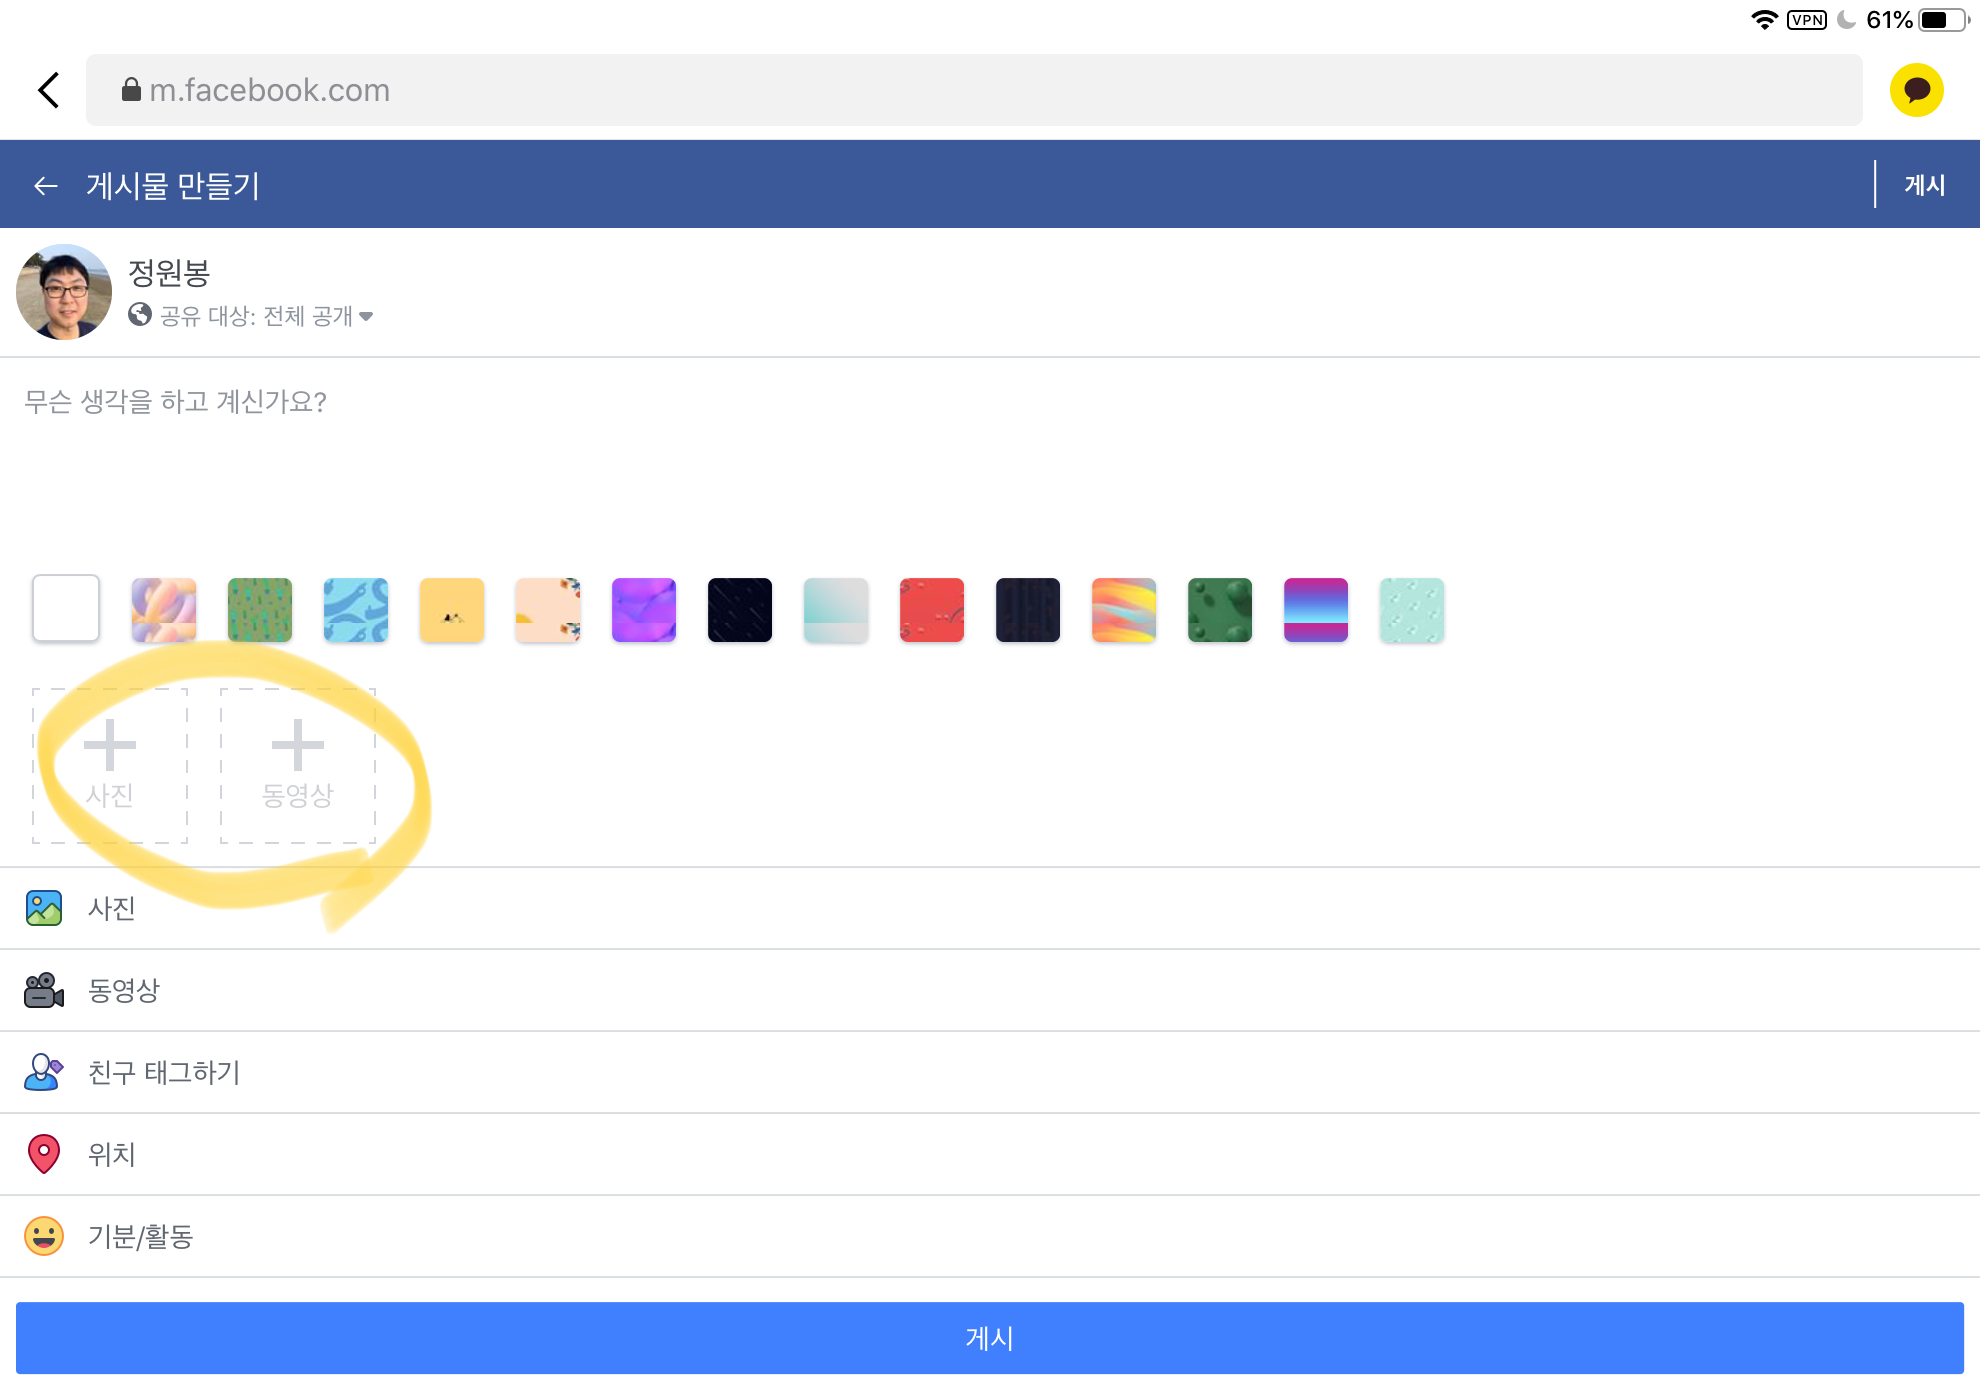 VPN 61%
m.facebook.com
게시물 만들기
게시
정원봉
공유 대상: 전체 공개
무슨 생각을 하고 계신가요?
사진 동영상
사진
동영상
친구 태그하기
위치
기분/활동
게시